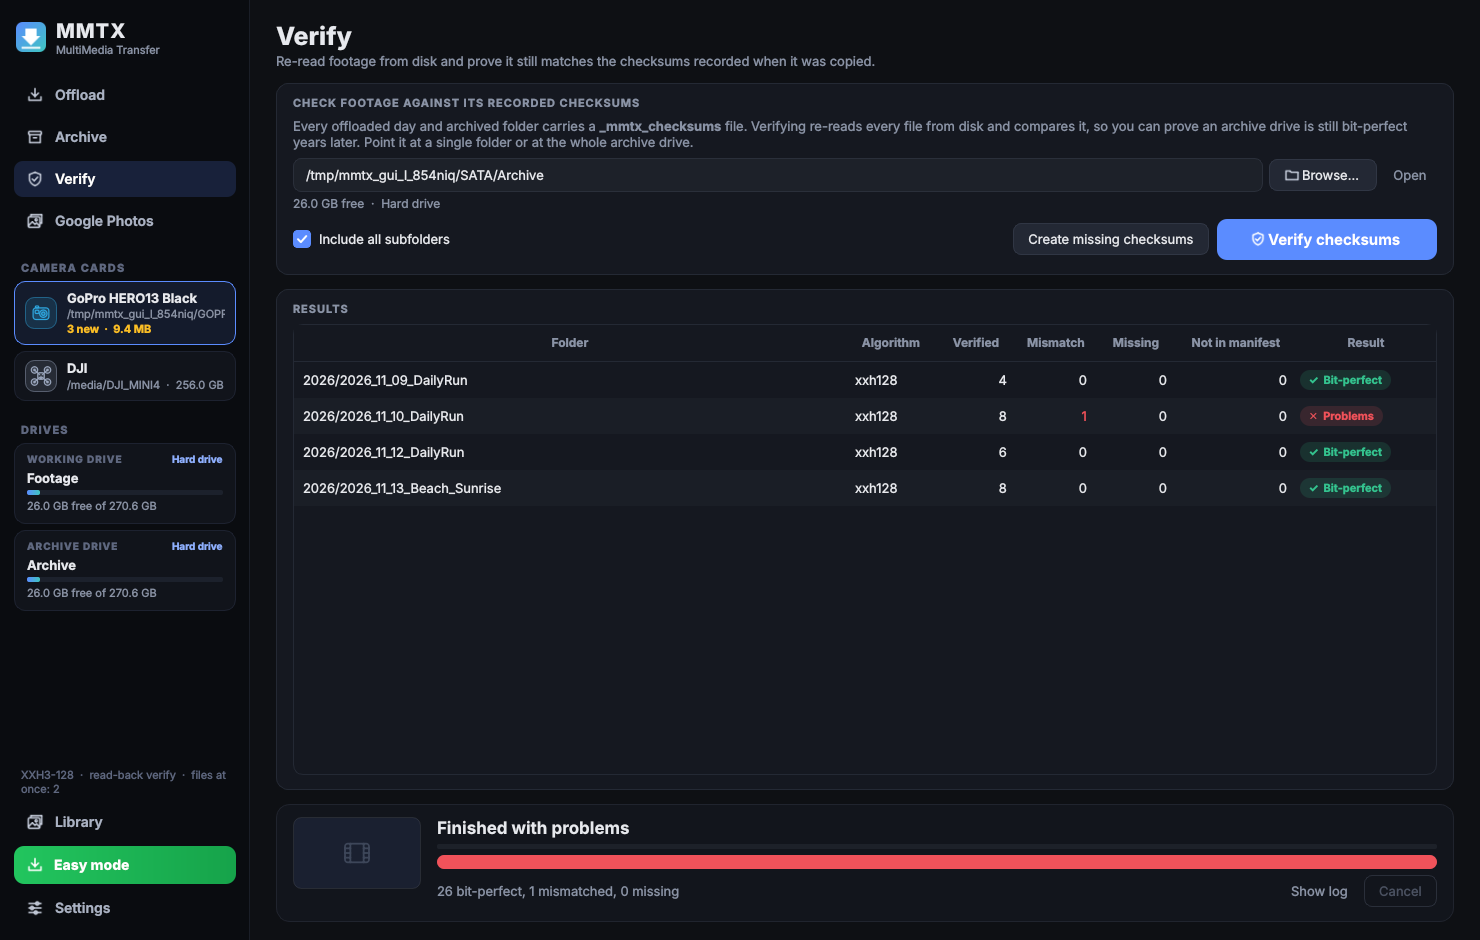 MMTX
MultiMedia Transfer
Offload
Archive
Verify
Google Photos
CAMERA CARDS
GoPro HERO13 Black
/tmp/mmtx_gui_l_854niq/GOPR
3 new · 9.4 MB
DJI
/media/DJI_MINI4 · 256.0 GB
DRIVES
WORKING DRIVE Hard drive
Footage
26.0 GB free of 270.6 GB
ARCHIVE DRIVE Hard drive
Archive
26.0 GB free of 270.6 GB
XXH3-128 · read-back verify · files at
once: 2
Library
Easy mode
Settings
Verify
Re-read footage from disk and prove it still matches the checksums recorded when it was copied.
CHECK FOOTAGE AGAINST ITS RECORDED CHECKSUMS
Every offloaded day and archived folder carries a _mmtx_checksums file. Verifying re-reads every file from disk and compares it, so you can prove an archive drive is still bit-perfect
years later. Point it at a single folder or at the whole archive drive.
/tmp/mmtx_gui_l_854niq/SATA/Archive Browse... Open
26.0 GB free · Hard drive
Include all subfolders Create missing checksums Verify checksums
RESULTS
Folder Algorithm Verified Mismatch Missing Not in manifest Result
2026/2026_11_09_DailyRun xxh128 4 0 0 0 Bit-perfect
2026/2026_11_10_DailyRun xxh128 8 1 0 0 Problems
2026/2026_11_12_DailyRun xxh128 6 0 0 0 Bit-perfect
2026/2026_11_13_Beach_Sunrise xxh128 8 0 0 0 Bit-perfect
Finished with problems
26 bit-perfect, 1 mismatched, 0 missing Show log Cancel